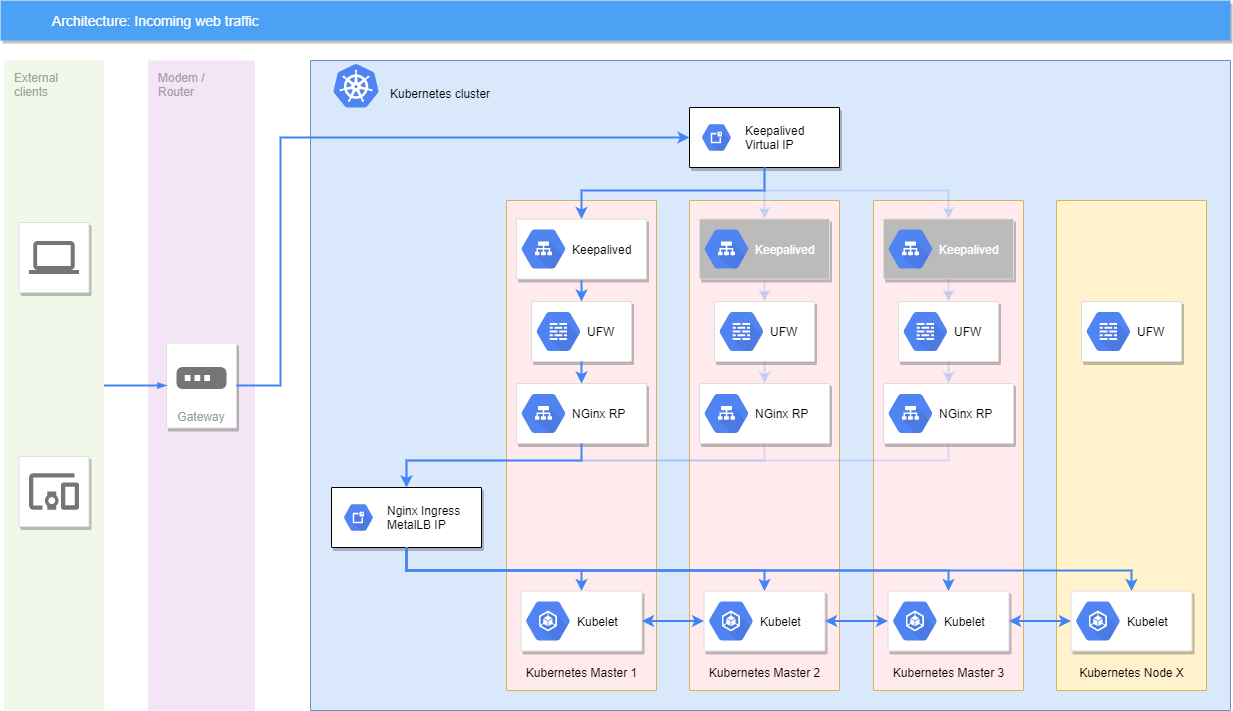 Architecture: Incoming web traffic
External
clients
Modem /
Router
Kubernetes cluster
Keepalived
Virtual IP
Keepalived
Keepalived
Keepalived
UFW
UFW
UFW
UFW
Gateway
NGinx RP
NGinx RP
NGinx RP
Nginx Ingress
MetalLB IP
Kubelet
Kubelet
Kubelet
Kubelet
Kubernetes Master 1
Kubernetes Master 2
Kubernetes Master 3
Kubernetes Node X